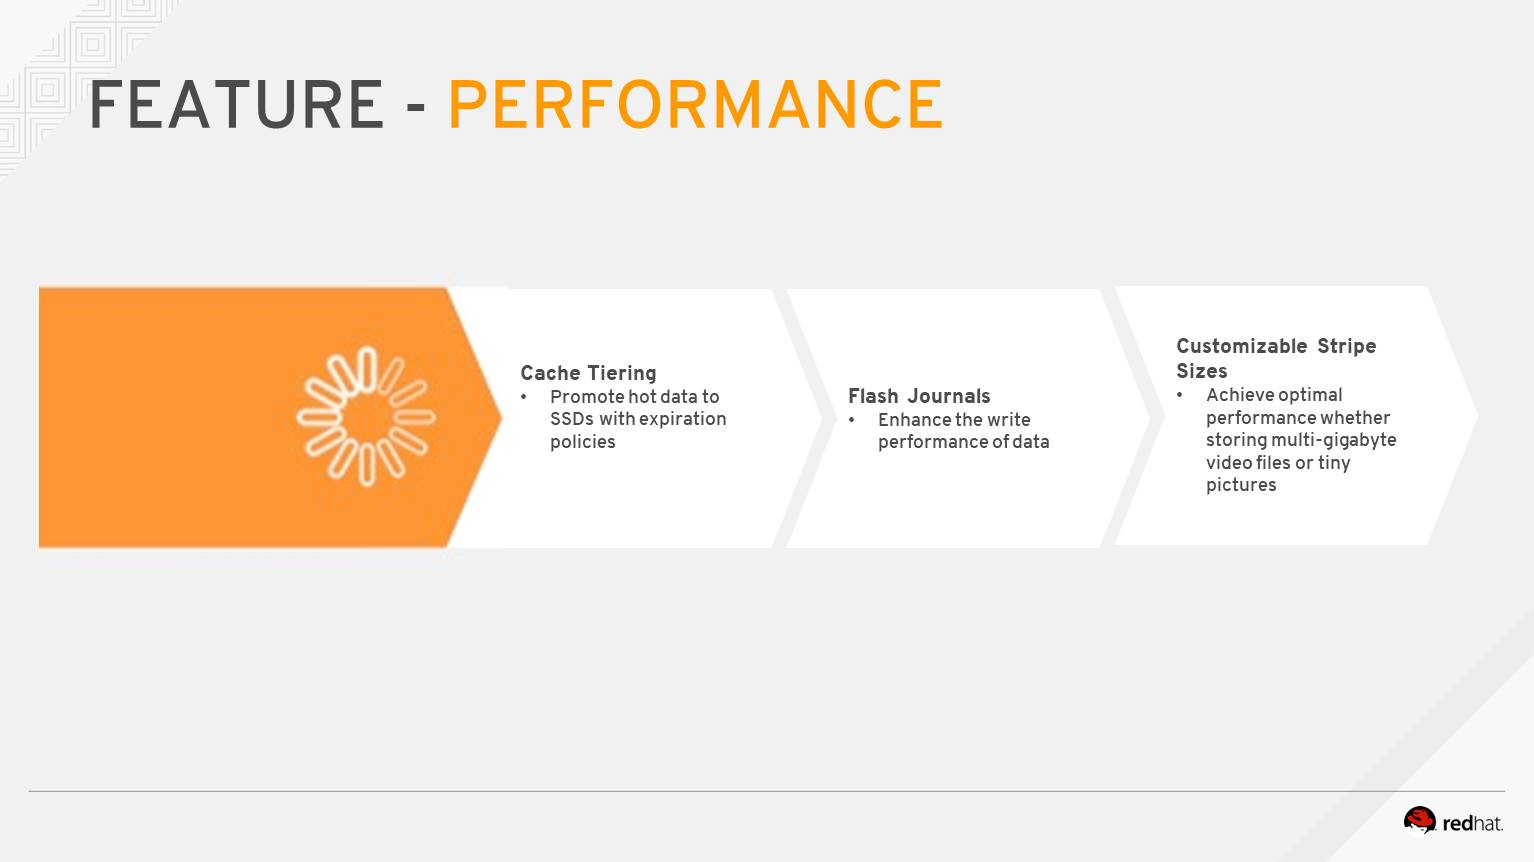 FEATURE - PERFORMANCE
Cache Tiering
• Promote hot data to
SSDs with expiration
policies
Flash Journals
• Enhance the write
performance of data
Customizable Stripe
Sizes
• Achieve optimal
performance whether
storing multi-gigabyte
video files or tiny
pictures
redhat.